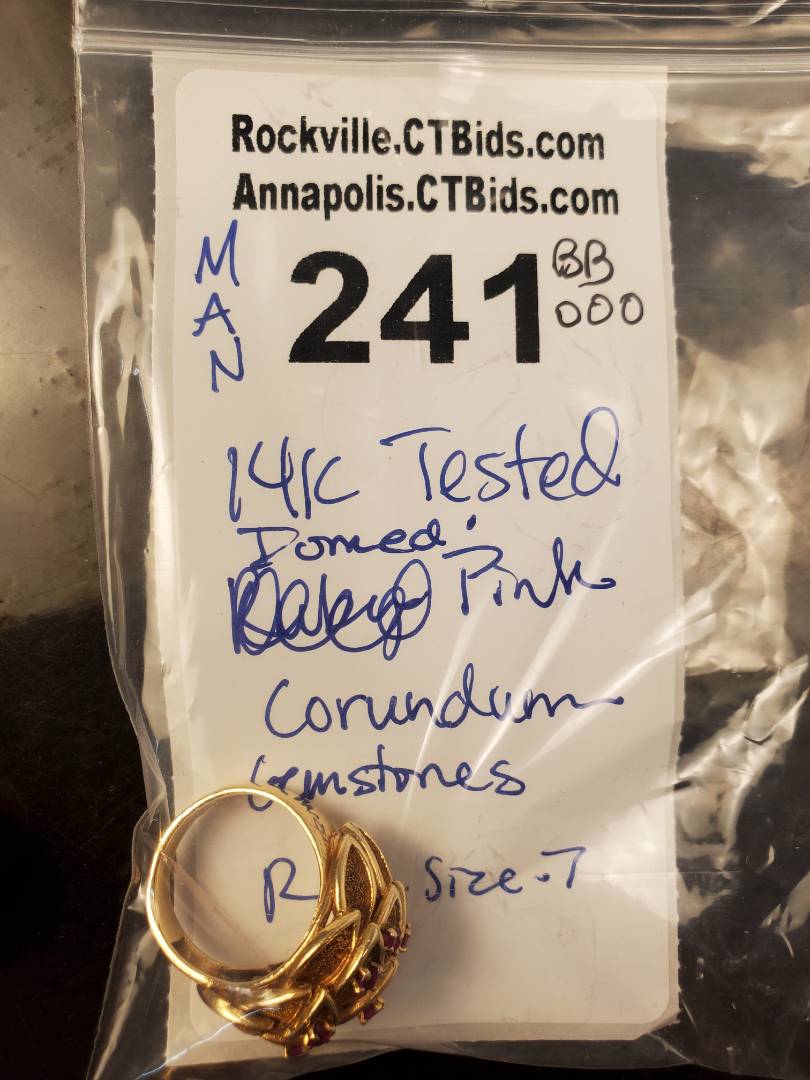 Rockville.CTBids.com
Annapolis.CTBids.com
MAN
241
BB
000
14K Tested
Domed
Pink
Corundum
Gemstones
R
Size 7